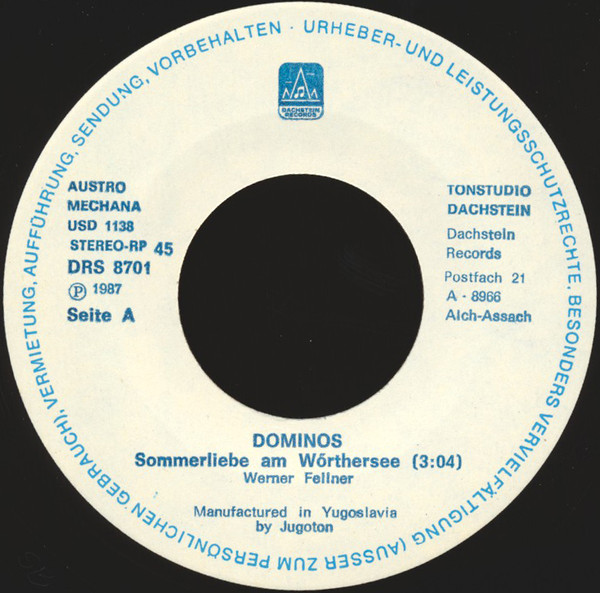 URHEBER- UND LEISTUNGSSCHUTZRECHTE, BESONDERS VERVIELFÄLTIGUNG (AUSSER ZUM PERSÖNLICHEN GEBRAUCH), VERMIETUNG, AUFFÜHRUNG, SENDUNG, VORBEHALTEN ·
DACHSTEIN
RECORDS
AUSTRO
MECHANA
USD 1138
STEREO-RP 45
DRS 8701
Ⓟ 1987
Seite A
TONSTUDIO
DACHSTEIN
Dachstein
Records
Postfach 21
A - 8966
Alch-Assach
DOMINOS
Sommerliebe am Wőrthersee (3:04)
Werner Fellner
Manufactured in Yugoslavia
by Jugoton